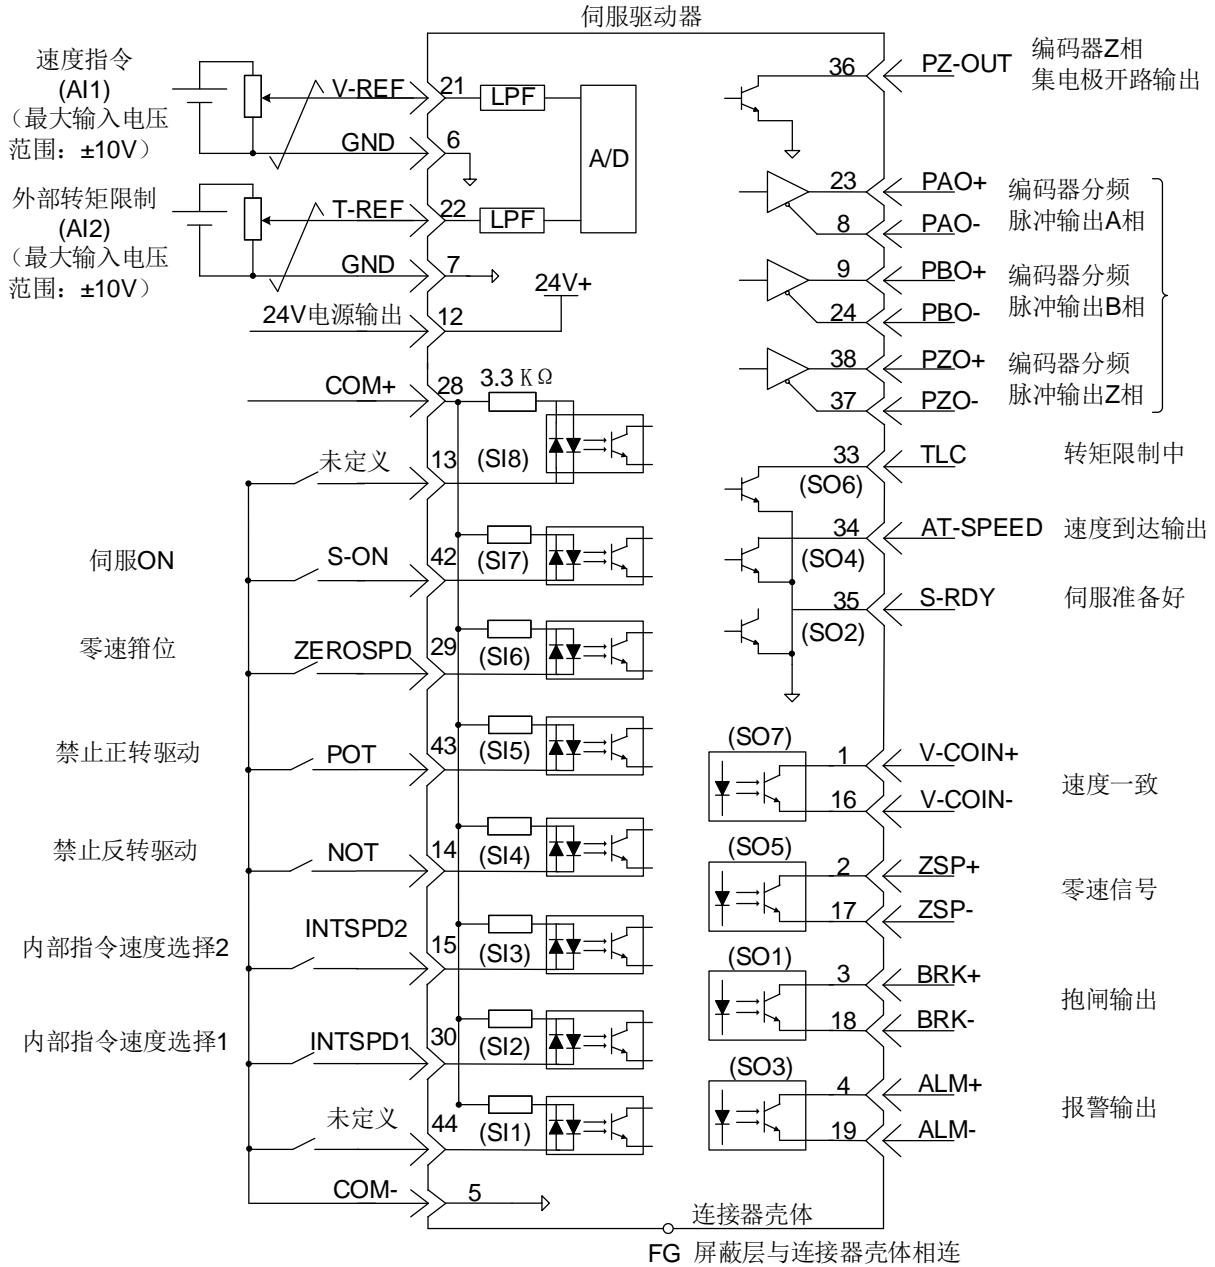 伺服驱动器
速度指令
(AI1)
（最大输入电压
范围：±10V）
V-REF
21
LPF
GND
6
A/D
外部转矩限制
(AI2)
（最大输入电压
范围：±10V）
T-REF
22
LPF
GND
7
24V+
24V电源输出
12
COM+
28
3.3 KΩ
(SI8)
未定义
13
伺服ON
S-ON
42
(SI7)
零速箝位
ZEROSPD
29
(SI6)
禁止正转驱动
POT
43
(SI5)
禁止反转驱动
NOT
14
(SI4)
内部指令速度选择2
INTSPD2
15
(SI3)
内部指令速度选择1
INTSPD1
30
(SI2)
未定义
44
(SI1)
COM-
5
36
PZ-OUT
编码器Z相
集电极开路输出
23
PAO+
8
PAO-
编码器分频
脉冲输出A相
9
PBO+
24
PBO-
编码器分频
脉冲输出B相
38
PZO+
37
PZO-
编码器分频
脉冲输出Z相
33
TLC
(SO6)
转矩限制中
34
AT-SPEED
(SO4)
速度到达输出
35
S-RDY
(SO2)
伺服准备好
(SO7)
1
V-COIN+
16
V-COIN-
速度一致
(SO5)
2
ZSP+
17
ZSP-
零速信号
(SO1)
3
BRK+
18
BRK-
抱闸输出
(SO3)
4
ALM+
19
ALM-
报警输出
连接器壳体
FG 屏蔽层与连接器壳体相连